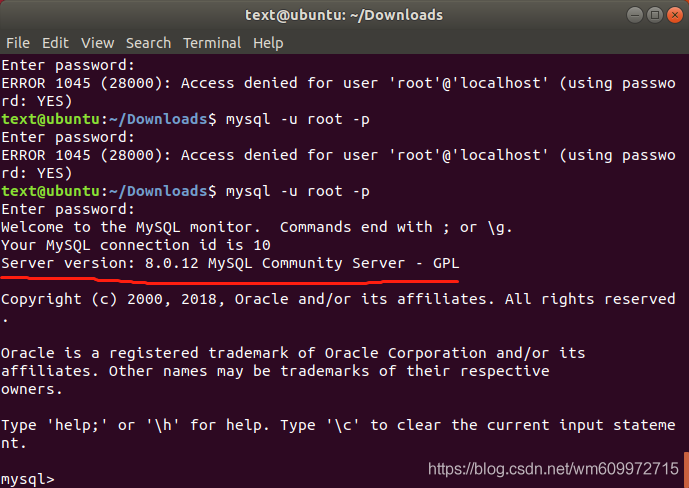 text@ubuntu: ~/Downloads
File Edit View Search Terminal Help
Enter password:
ERROR 1045 (28000): Access denied for user 'root'@'localhost' (using passwo
rd: YES)
text@ubuntu:~/Downloads$ mysql -u root -p
Enter password:
ERROR 1045 (28000): Access denied for user 'root'@'localhost' (using passwo
rd: YES)
text@ubuntu:~/Downloads$ mysql -u root -p
Enter password:
Welcome to the MySQL monitor.  Commands end with ; or \g.
Your MySQL connection id is 10
Server version: 8.0.12 MySQL Community Server - GPL
Copyright (c) 2000, 2018, Oracle and/or its affiliates. All rights reserved
.
Oracle is a registered trademark of Oracle Corporation and/or its
affiliates. Other names may be trademarks of their respective
owners.
Type 'help;' or '\h' for help. Type '\c' to clear the current input stateme
nt.
mysql>
https://blog.csdn.net/wm609972715